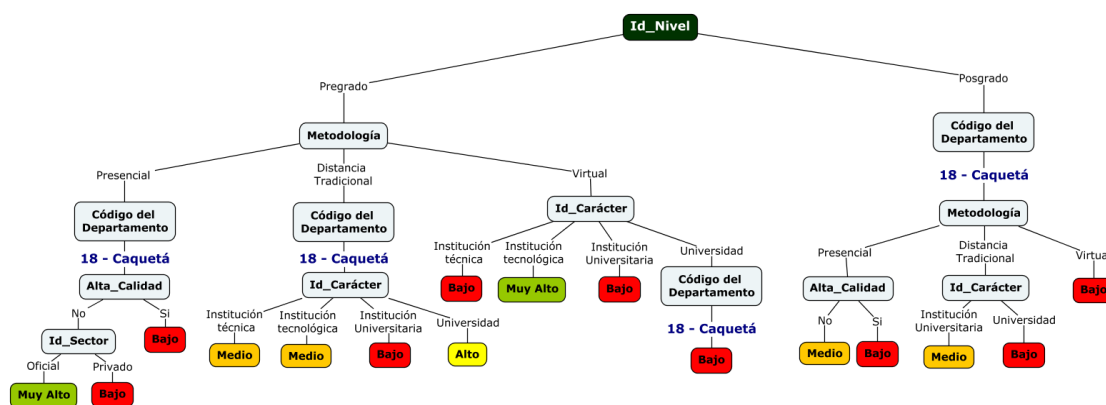 Id_Nivel
Pregrado
Posgrado
Metodología
Código del
Departamento
Presencial
Distancia
Tradicional
Virtual
18 - Caquetá
Código del
Departamento
Código del
Departamento
Id_Carácter
Metodología
18 - Caquetá
18 - Caquetá
Institución
técnica
Institución
tecnológica
Institución
Universitaria
Universidad
Presencial
Distancia
Tradicional
Virtual
Alta_Calidad
Id_Carácter
Bajo
Muy Alto
Bajo
Código del
Departamento
Alta_Calidad
Id_Carácter
Bajo
No
Si
Institución
técnica
Institución
tecnológica
Institución
Universitaria
Universidad
18 - Caquetá
No
Si
Institución
Universitaria
Universidad
Id_Sector
Bajo
Medio
Medio
Bajo
Alto
Bajo
Medio
Bajo
Medio
Bajo
Oficial
Privado
Muy Alto
Bajo